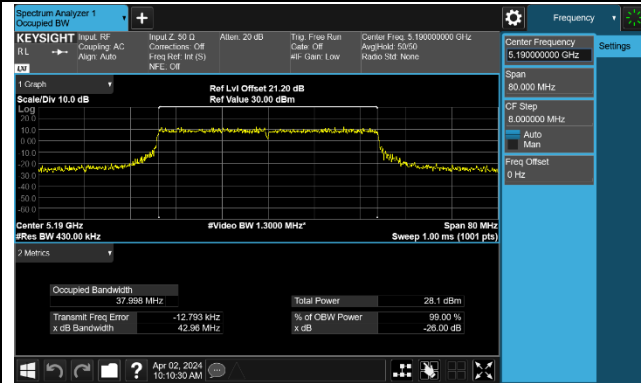 Spectrum Analyzer 1
Occupied BW
Frequency
KEYSIGHT
RL
LXI
Input: RF
Coupling: AC
Align: Auto
Input Z: 50 Ω
Corrections: Off
Freq Ref: Int (S)
NFE: Off
Atten: 20 dB
Trig: Free Run
Gate: Off
#IF Gain: Low
Center Freq: 5.190000000 GHz
Avg|Hold: 50/50
Radio Std: None
Center Frequency
5.190000000 GHz
Settings
Span
80.000 MHz
CF Step
8.000000 MHz
Auto
Man
Freq Offset
0 Hz
1 Graph
Scale/Div 10.0 dB
Ref Lvl Offset 21.20 dB
Ref Value 30.00 dBm
Log
20.0
10.0
0.00
-10.0
-20.0
-30.0
-40.0
-50.0
-60.0
Center 5.19 GHz
#Res BW 430.00 kHz
#Video BW 1.3000 MHz*
Span 80 MHz
Sweep 1.00 ms (1001 pts)
2 Metrics
Occupied Bandwidth
37.998 MHz
Total Power
28.1 dBm
Transmit Freq Error
-12.793 kHz
% of OBW Power
99.00 %
x dB Bandwidth
42.96 MHz
x dB
-26.00 dB
Apr 02, 2024
10:10:30 AM